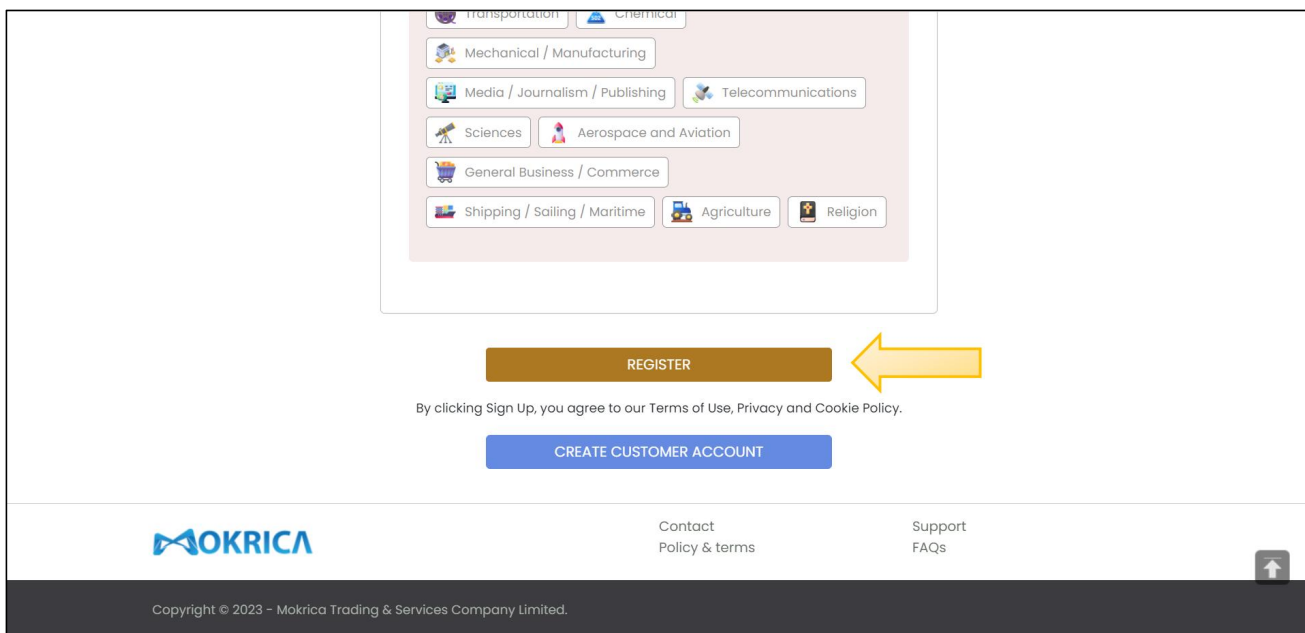 Transportation Chemical
Mechanical / Manufacturing
Media / Journalism / Publishing Telecommunications
Sciences Aerospace and Aviation
General Business / Commerce
Shipping / Sailing / Maritime Agriculture Religion
REGISTER
By clicking Sign Up, you agree to our Terms of Use, Privacy and Cookie Policy.
CREATE CUSTOMER ACCOUNT
MOKRICA
Contact Support
Policy & terms FAQs
Copyright © 2023 - Mokrica Trading & Services Company Limited.